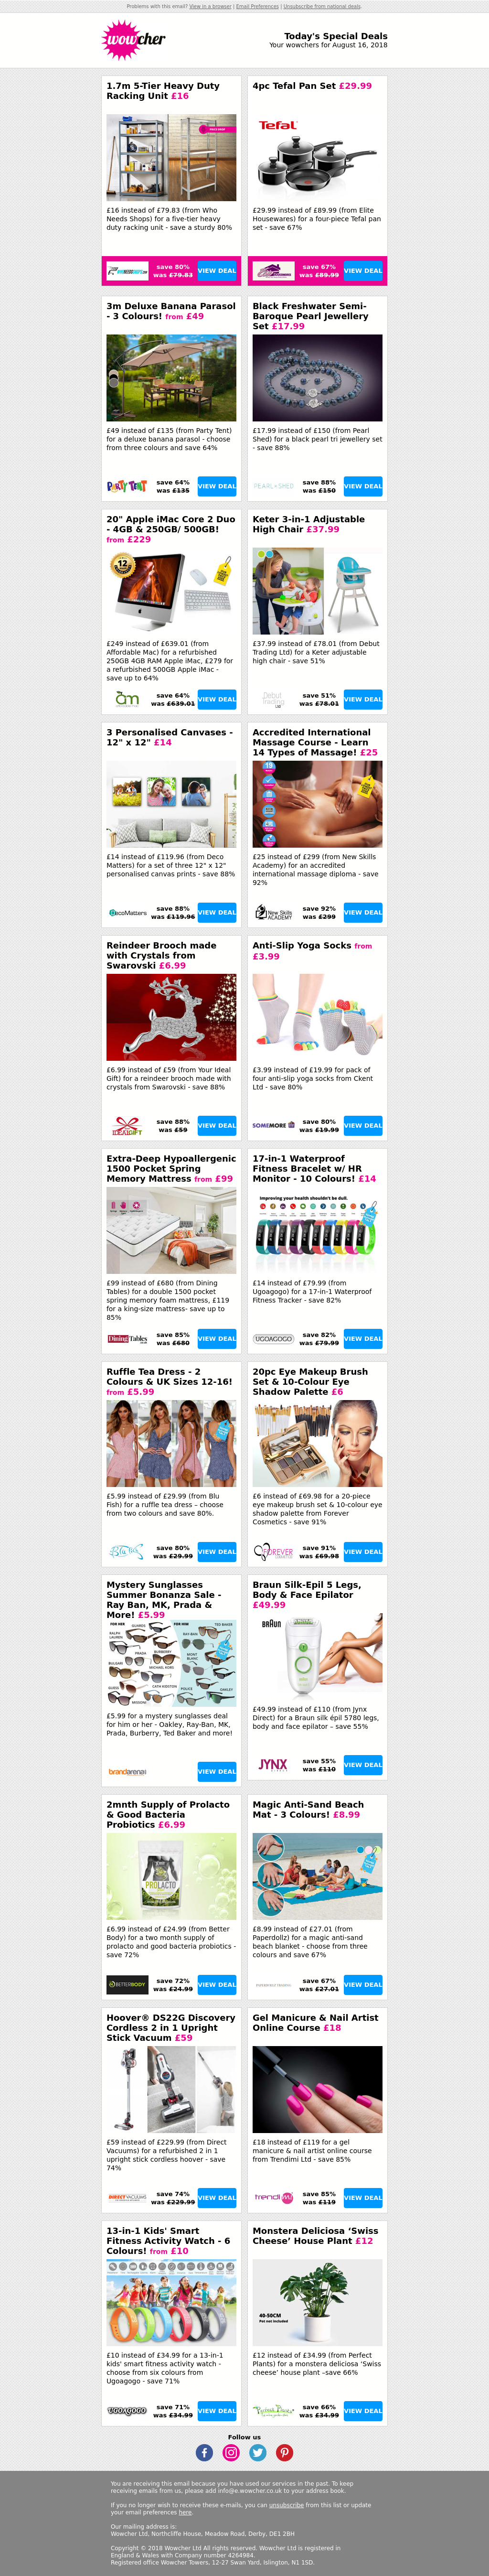 Problems with this email? View in a browser | Email Preferences | Unsubscribe from national deals.
wowcher
Today's Special Deals
Your wowchers for August 16, 2018
1.7m 5-Tier Heavy Duty
Racking Unit £16
£16 instead of £79.83 (from Who
Needs Shops) for a five-tier heavy
duty racking unit - save a sturdy 80%
save 80%
was £79.83
VIEW DEAL
4pc Tefal Pan Set £29.99
Tefal
£29.99 instead of £89.99 (from Elite
Housewares) for a four-piece Tefal pan
set - save 67%
save 67%
was £89.99
VIEW DEAL
3m Deluxe Banana Parasol
- 3 Colours! from £49
£49 instead of £135 (from Party Tent)
for a deluxe banana parasol - choose
from three colours and save 64%
PARTY TENT
save 64%
was £135
VIEW DEAL
Black Freshwater Semi-
Baroque Pearl Jewellery
Set £17.99
£17.99 instead of £150 (from Pearl
Shed) for a black pearl tri jewellery set
- save 88%
PEARL SHED
save 88%
was £150
VIEW DEAL
20" Apple iMac Core 2 Duo
- 4GB & 250GB/ 500GB!
from £229
12
£249 instead of £639.01 (from
Affordable Mac) for a refurbished
250GB 4GB RAM Apple iMac, £279 for
a refurbished 500GB Apple iMac -
save up to 64%
am
save 64%
was £639.01
VIEW DEAL
Keter 3-in-1 Adjustable
High Chair £37.99
£37.99 instead of £78.01 (from Debut
Trading Ltd) for a Keter adjustable
high chair - save 51%
Debut
Trading
save 51%
was £78.01
VIEW DEAL
3 Personalised Canvases -
12" x 12" £14
£14 instead of £119.96 (from Deco
Matters) for a set of three 12" x 12"
personalised canvas prints - save 88%
DecoMatters
save 88%
was £119.96
VIEW DEAL
Accredited International
Massage Course - Learn
14 Types of Massage! £25
£25 instead of £299 (from New Skills
Academy) for an accredited
international massage diploma - save
92%
New Skills
ACADEMY
save 92%
was £299
VIEW DEAL
Reindeer Brooch made
with Crystals from
Swarovski £6.99
£6.99 instead of £59 (from Your Ideal
Gift) for a reindeer brooch made with
crystals from Swarovski - save 88%
IDEAL GIFT
save 88%
was £59
VIEW DEAL
Anti-Slip Yoga Socks from
£3.99
£3.99 instead of £19.99 for pack of
four anti-slip yoga socks from Ckent
Ltd - save 80%
SOMEMORE
save 80%
was £19.99
VIEW DEAL
Extra-Deep Hypoallergenic
1500 Pocket Spring
Memory Mattress from £99
£99 instead of £680 (from Dining
Tables) for a double 1500 pocket
spring memory foam mattress, £119
for a king-size mattress- save up to
85%
Dining Tables
save 85%
was £680
VIEW DEAL
17-in-1 Waterproof
Fitness Bracelet w/ HR
Monitor - 10 Colours! £14
Improving your health shouldn't be dull.
£14 instead of £79.99 (from
Ugoagogo) for a 17-in-1 Waterproof
Fitness Tracker - save 82%
UGOAGOGO
save 82%
was £79.99
VIEW DEAL
Ruffle Tea Dress - 2
Colours & UK Sizes 12-16!
from £5.99
£5.99 instead of £29.99 (from Blu
Fish) for a ruffle tea dress – choose
from two colours and save 80%.
save 80%
was £29.99
VIEW DEAL
20pc Eye Makeup Brush
Set & 10-Colour Eye
Shadow Palette £6
£6 instead of £69.98 for a 20-piece
eye makeup brush set & 10-colour eye
shadow palette from Forever
Cosmetics - save 91%
FOREVER
save 91%
was £69.98
VIEW DEAL
Mystery Sunglasses
Summer Bonanza Sale -
Ray Ban, MK, Prada &
More! £5.99
FOR HER
FOR HIM
£5.99 for a mystery sunglasses deal
for him or her - Oakley, Ray-Ban, MK,
Prada, Burberry, Ted Baker and more!
brandarena
VIEW DEAL
Braun Silk-Epil 5 Legs,
Body & Face Epilator
£49.99
BRAUN
£49.99 instead of £110 (from Jynx
Direct) for a Braun silk épil 5780 legs,
body and face epilator – save 55%
JYNX
save 55%
was £110
VIEW DEAL
2mnth Supply of Prolacto
& Good Bacteria
Probiotics £6.99
PROLACTO
£6.99 instead of £24.99 (from Better
Body) for a two month supply of
prolacto and good bacteria probiotics -
save 72%
BETTERBODY
save 72%
was £24.99
VIEW DEAL
Magic Anti-Sand Beach
Mat - 3 Colours! £8.99
£8.99 instead of £27.01 (from
Paperdollz) for a magic anti-sand
beach blanket - choose from three
colours and save 67%
save 67%
was £27.01
VIEW DEAL
Hoover® DS22G Discovery
Cordless 2 in 1 Upright
Stick Vacuum £59
£59 instead of £229.99 (from Direct
Vacuums) for a refurbished 2 in 1
upright stick cordless hoover - save
74%
DIRECT VACUUMS
save 74%
was £229.99
VIEW DEAL
Gel Manicure & Nail Artist
Online Course £18
£18 instead of £119 for a gel
manicure & nail artist online course
from Trendimi Ltd - save 85%
trendimi
save 85%
was £119
VIEW DEAL
13-in-1 Kids' Smart
Fitness Activity Watch - 6
Colours! from £10
£10 instead of £34.99 for a 13-in-1
kids' smart fitness activity watch -
choose from six colours from
Ugoagogo - save 71%
UGOAGOGO
save 71%
was £34.99
VIEW DEAL
Monstera Deliciosa ‘Swiss
Cheese’ House Plant £12
40-50CM
Pot not included
£12 instead of £34.99 (from Perfect
Plants) for a monstera deliciosa ‘Swiss
cheese’ house plant –save 66%
save 66%
was £34.99
VIEW DEAL
Follow us
You are receiving this email because you have used our services in the past. To keep
receiving emails from us, please add info@e.wowcher.co.uk to your address book..
If you no longer wish to receive these e-mails, you can unsubscribe from this list or update
your email preferences here.
Our mailing address is:
Wowcher Ltd, Northcliffe House, Meadow Road, Derby, DE1 2BH
Copyright © 2018 Wowcher Ltd All rights reserved. Wowcher Ltd is registered in
England & Wales with Company number 4264984.
Registered office Wowcher Towers, 12-27 Swan Yard, Islington, N1 1SD.